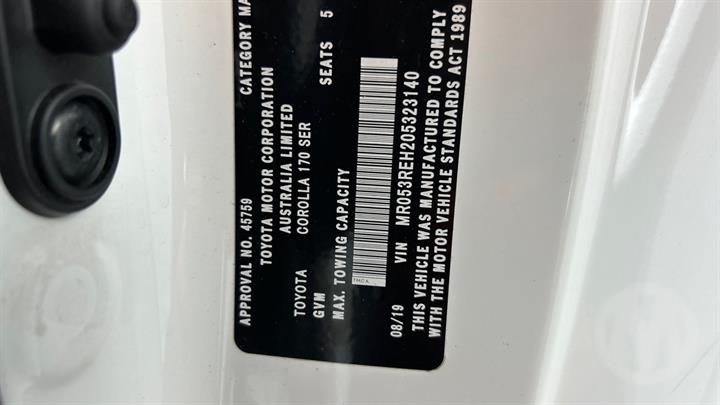 APPROVAL NO. 45759 CATEGORY MA
TOYOTA MOTOR CORPORATION
AUSTRALIA LIMITED
TOYOTA COROLLA 170 SER
GVM SEATS 5
MAX. TOWING CAPACITY
TMCA
VIN MR053REH205323140
08/19 THIS VEHICLE WAS MANUFACTURED TO COMPLY
WITH THE MOTOR VEHICLE STANDARDS ACT 1989